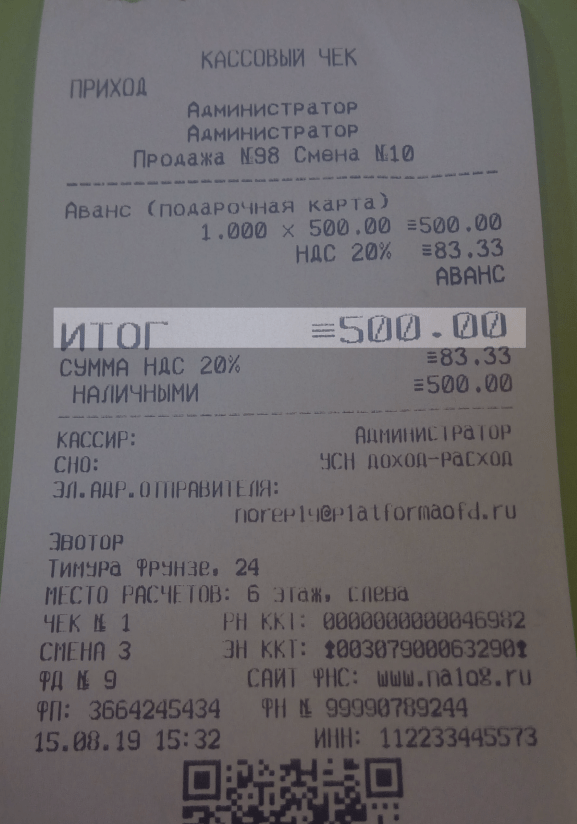 КАССОВЫЙ ЧЕК
ПРИХОД
Администратор
Администратор
Продажа №98 Смена №10
Аванс (подарочная карта)
1.000 × 500.00 ≡500.00
НДС 20% ≡83.33
АВАНС
ИТОГ ≡500.00
СУММА НДС 20% ≡83.33
НАЛИЧНЫМИ ≡500.00
КАССИР: Администратор
СНО: УСН доход-расход
ЭЛ.АДР.ОТПРАВИТЕЛЯ:
noreply@platformaofd.ru
Эвотор
Тимура Фрунзе, 24
МЕСТО РАСЧЕТОВ: 6 этаж, слева
ЧЕК № 1 РН ККТ: 0000000000046982
СМЕНА 3 ЗН ККТ: 00307900063290
ФД № 9 САЙТ ФНС: www.nalog.ru
ФП: 3664245434 ФН № 99990789244
15.08.19 15:32 ИНН: 112233445573